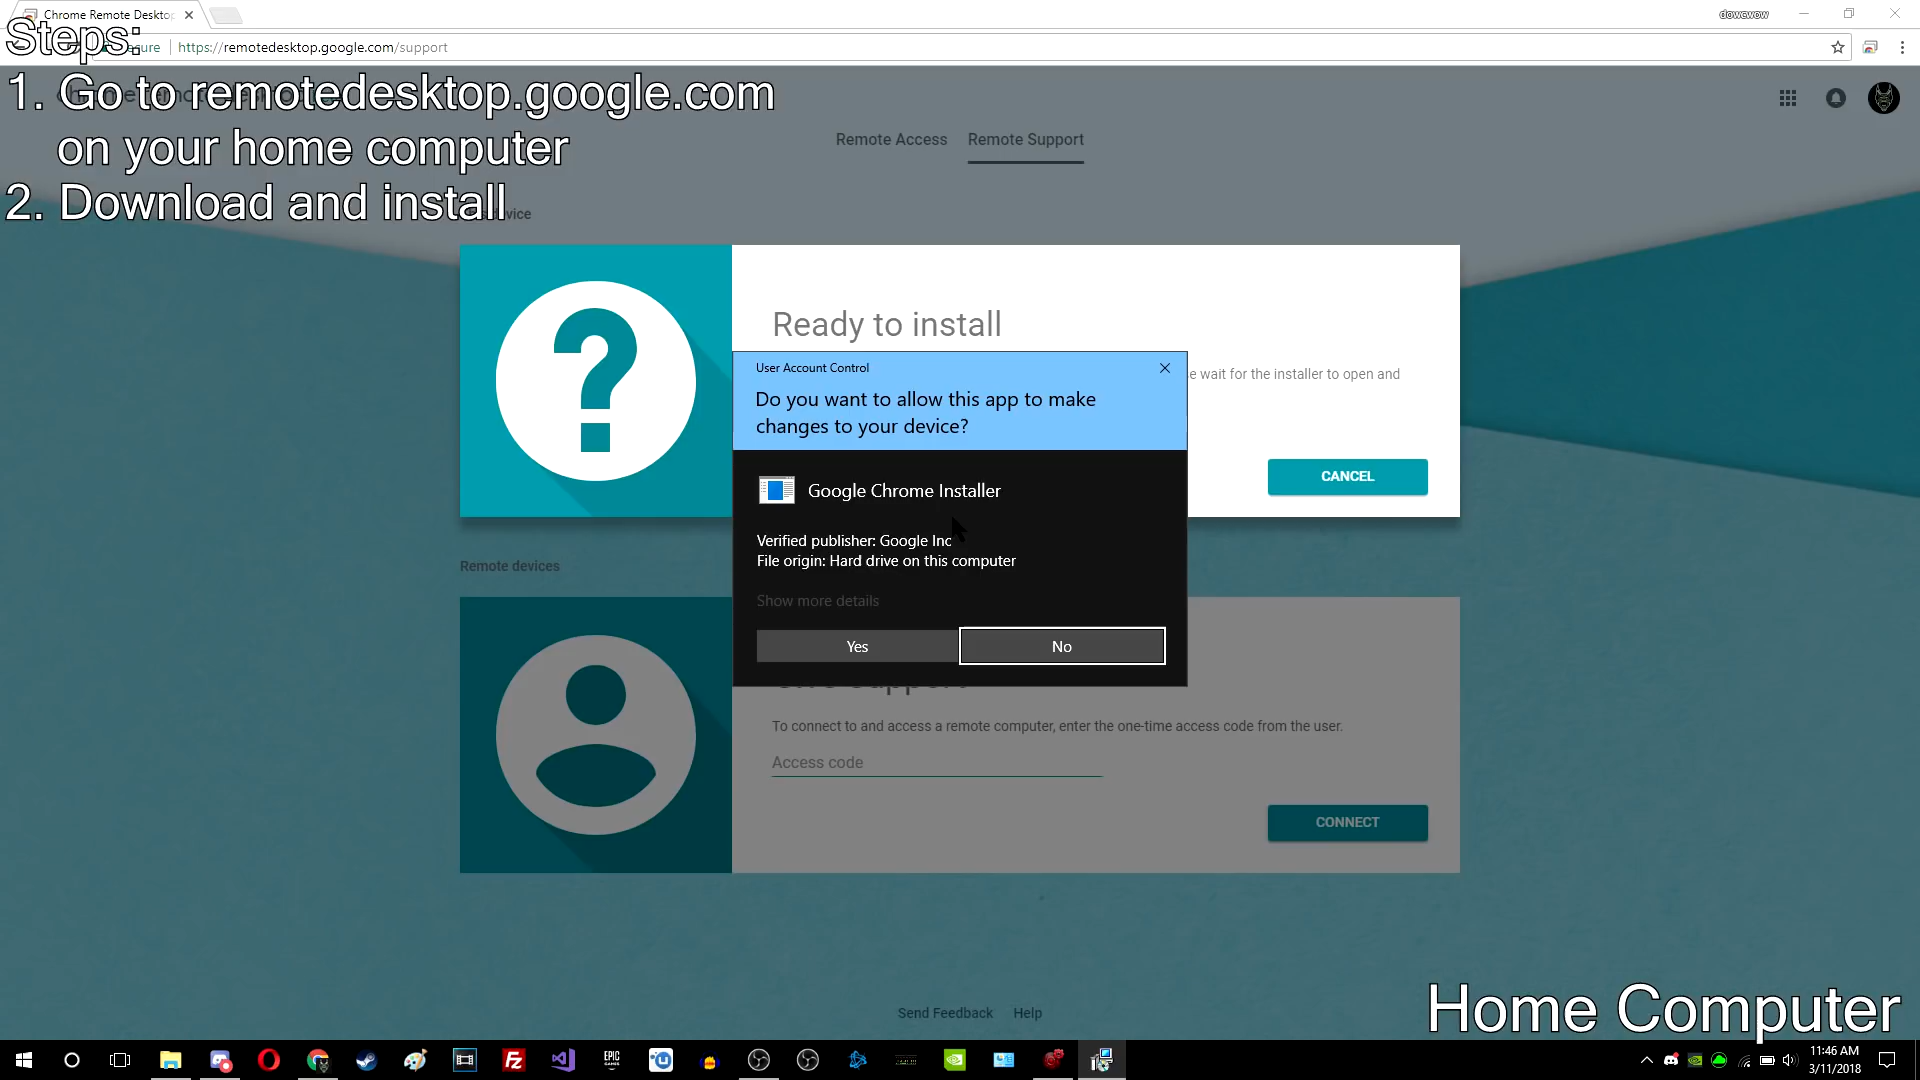 Chrome Remote Desktop
dowcwow
Steps:
https://remotedesktop.google.com/support
1. Go to remotedesktop.google.com
on your home computer
2. Download and install
Remote Access
Remote Support
Ready to install
e wait for the installer to open and
CANCEL
User Account Control
Do you want to allow this app to make
changes to your device?
Google Chrome Installer
Verified publisher: Google Inc
File origin: Hard drive on this computer
Show more details
Yes
No
Remote devices
To connect to and access a remote computer, enter the one-time access code from the user.
Access code
CONNECT
Send Feedback
Help
Home Computer
EPIC
GAMES
11:46 AM
3/11/2018